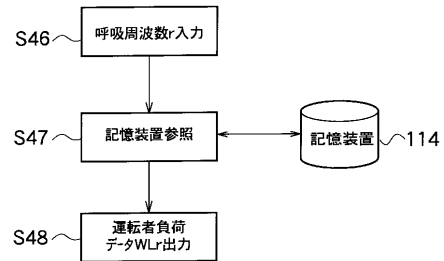 S46
呼吸周波数r入力
S47
記憶装置参照
記憶装置
114
S48
運転者負荷
データWLr出力